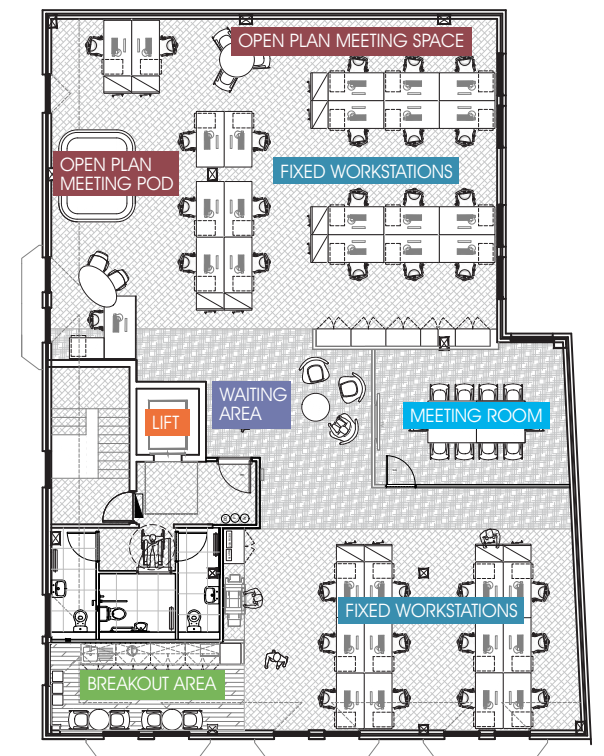 OPEN PLAN MEETING SPACE
OPEN PLAN
MEETING POD
FIXED WORKSTATIONS
WAITING
AREA
LIFT
MEETING ROOM
FIXED WORKSTATIONS
BREAKOUT AREA